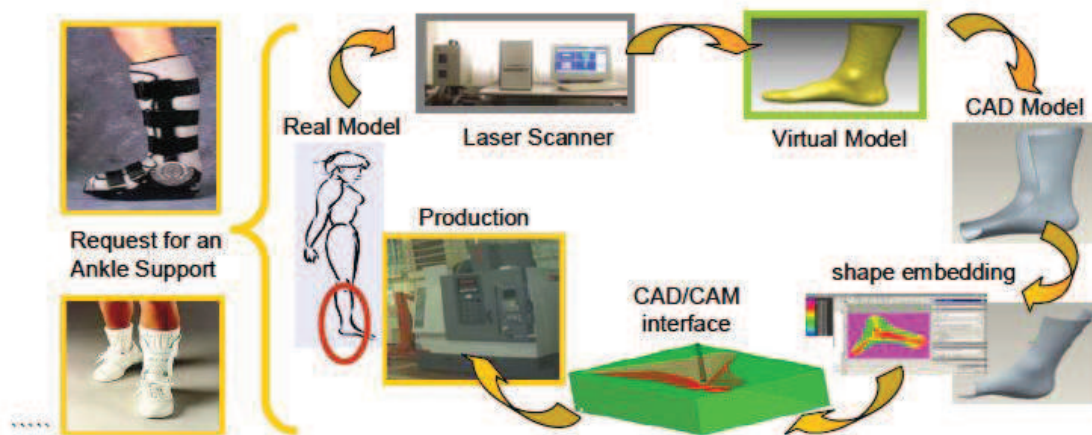 Request for an
Ankle Support
.....
Real Model
Laser Scanner
Virtual Model
CAD Model
shape embedding
CAD/CAM
interface
Production